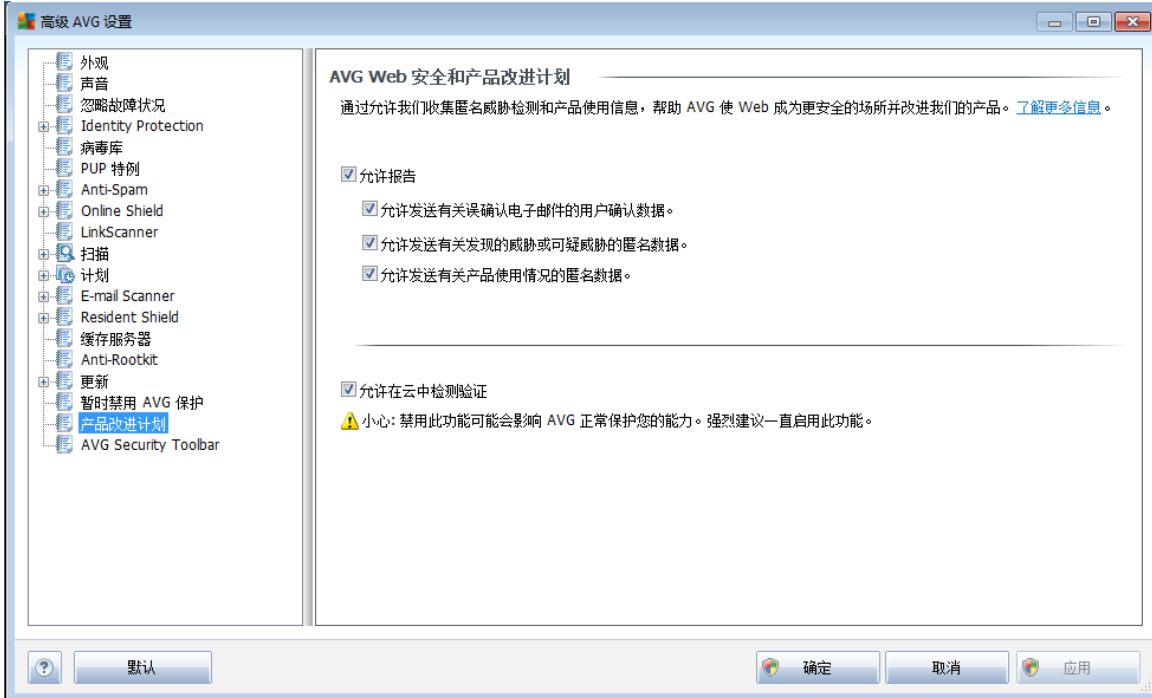 高级 AVG 设置
外观
声音
忽略故障状况
Identity Protection
病毒库
PUP 特例
Anti-Spam
Online Shield
LinkScanner
扫描
计划
E-mail Scanner
Resident Shield
缓存服务器
Anti-Rootkit
更新
暂时禁用 AVG 保护
产品改进计划
AVG Security Toolbar
AVG Web 安全和产品改进计划
通过允许我们收集匿名威胁检测和产品使用信息，帮助 AVG 使 Web 成为更安全的场所并改进我们的产品。了解更多信息。
允许报告
允许发送有关误确认电子邮件的用户确认数据。
允许发送有关发现的威胁或可疑威胁的匿名数据。
允许发送有关产品使用情况的匿名数据。
允许在云中检测验证
小心: 禁用此功能可能会影响 AVG 正常保护您的能力。强烈建议一直启用此功能。
? 默认 确定 取消 应用